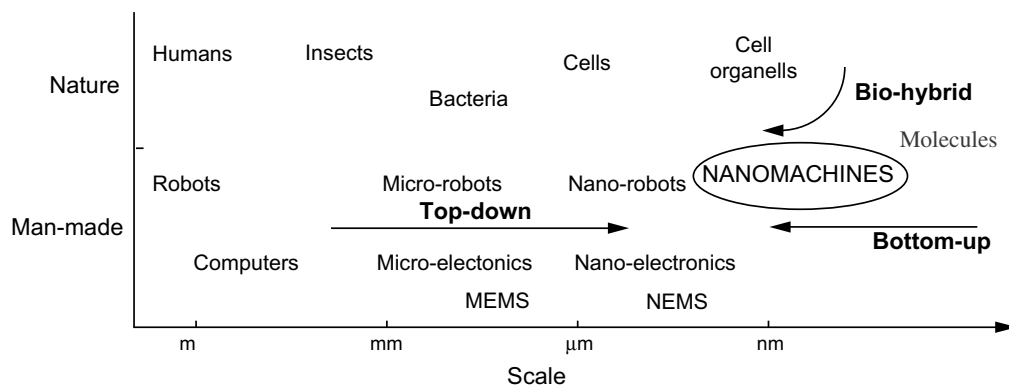 Humans
Insects
Cells
Cell
organells
Nature
Bacteria
Bio-hybrid
Molecules
NANOMACHINES
Robots
Micro-robots
Nano-robots
Top-down
Man-made
Bottom-up
Computers
Micro-electonics
Nano-electronics
MEMS
NEMS
m
mm
μm
nm
Scale